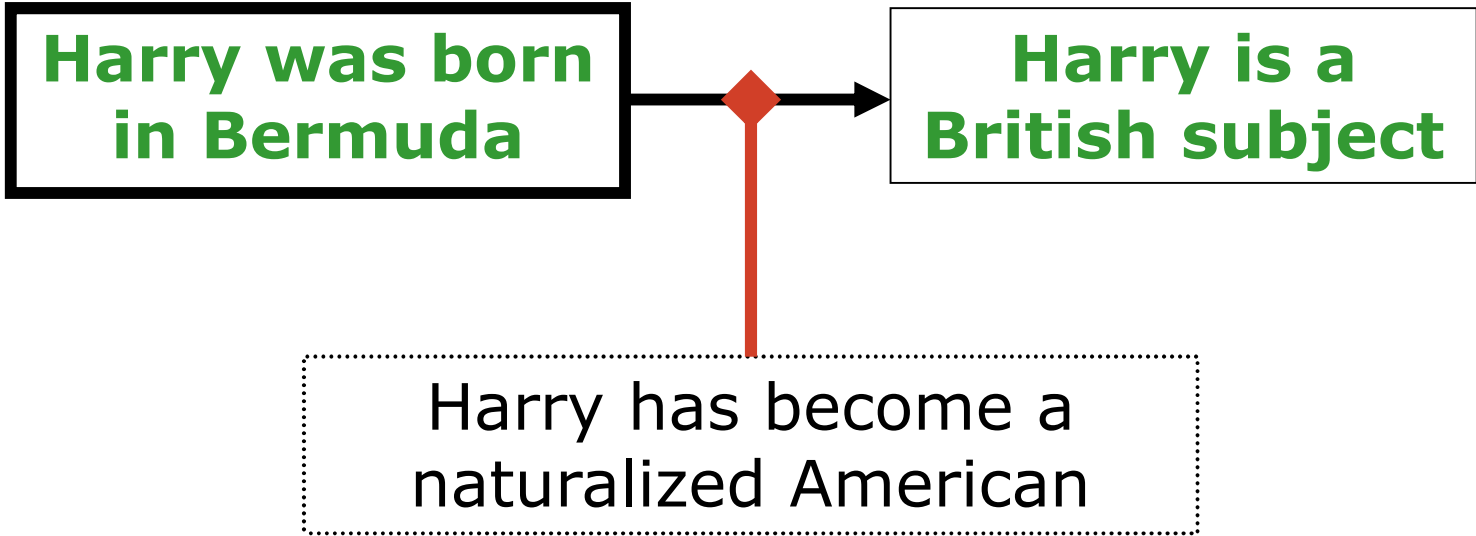 Harry was born
in Bermuda
Harry is a
British subject
Harry has become a
naturalized American